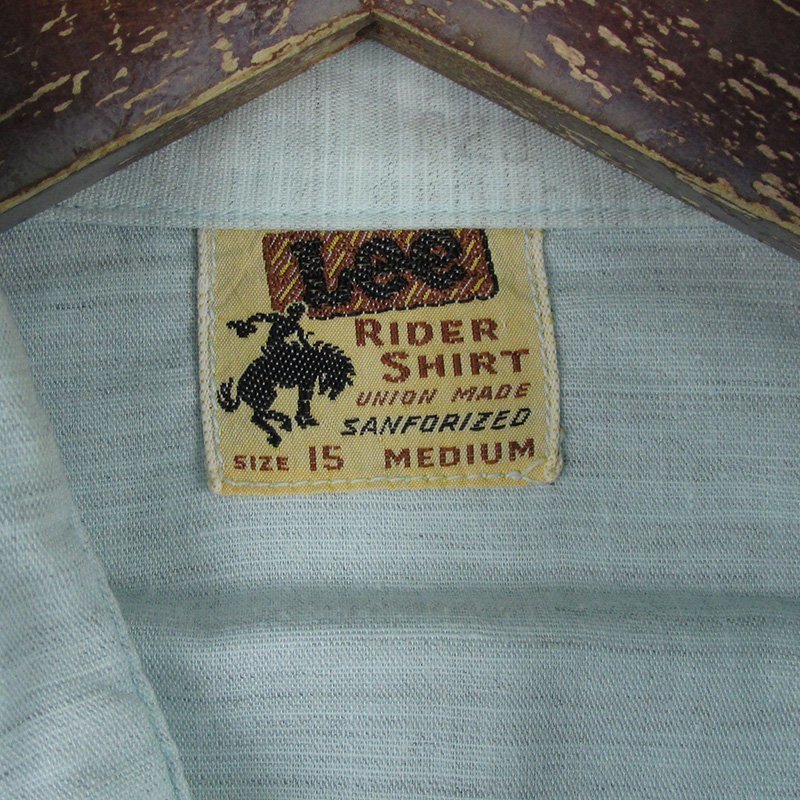 Lee
RIDER
SHIRT
UNION MADE
SANFORIZED
SIZE 15 MEDIUM